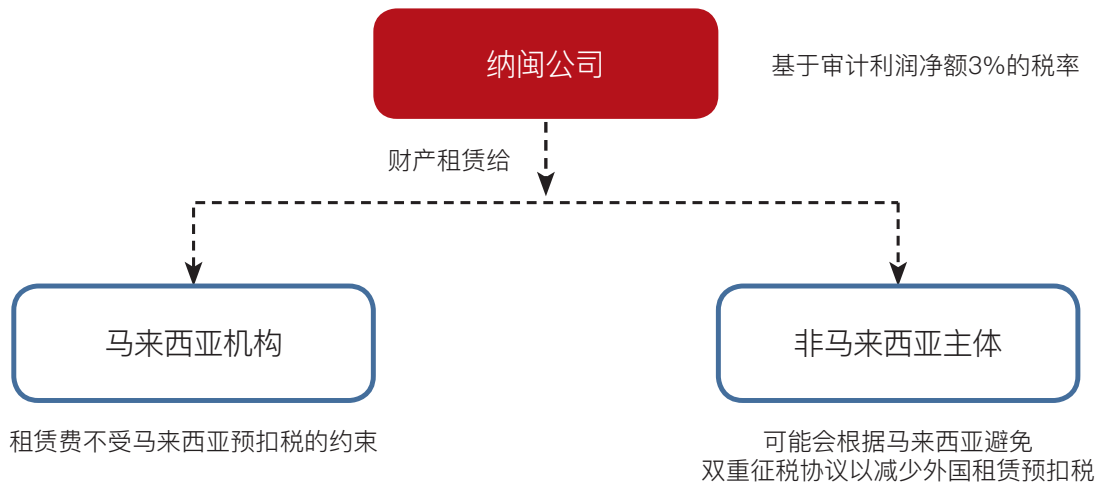 纳闽公司
基于审计利润净额3%的税率
财产租赁给
马来西亚机构
非马来西亚主体
租赁费不受马来西亚预扣税的约束
可能会根据马来西亚避免
双重征税协议以减少外国租赁预扣税